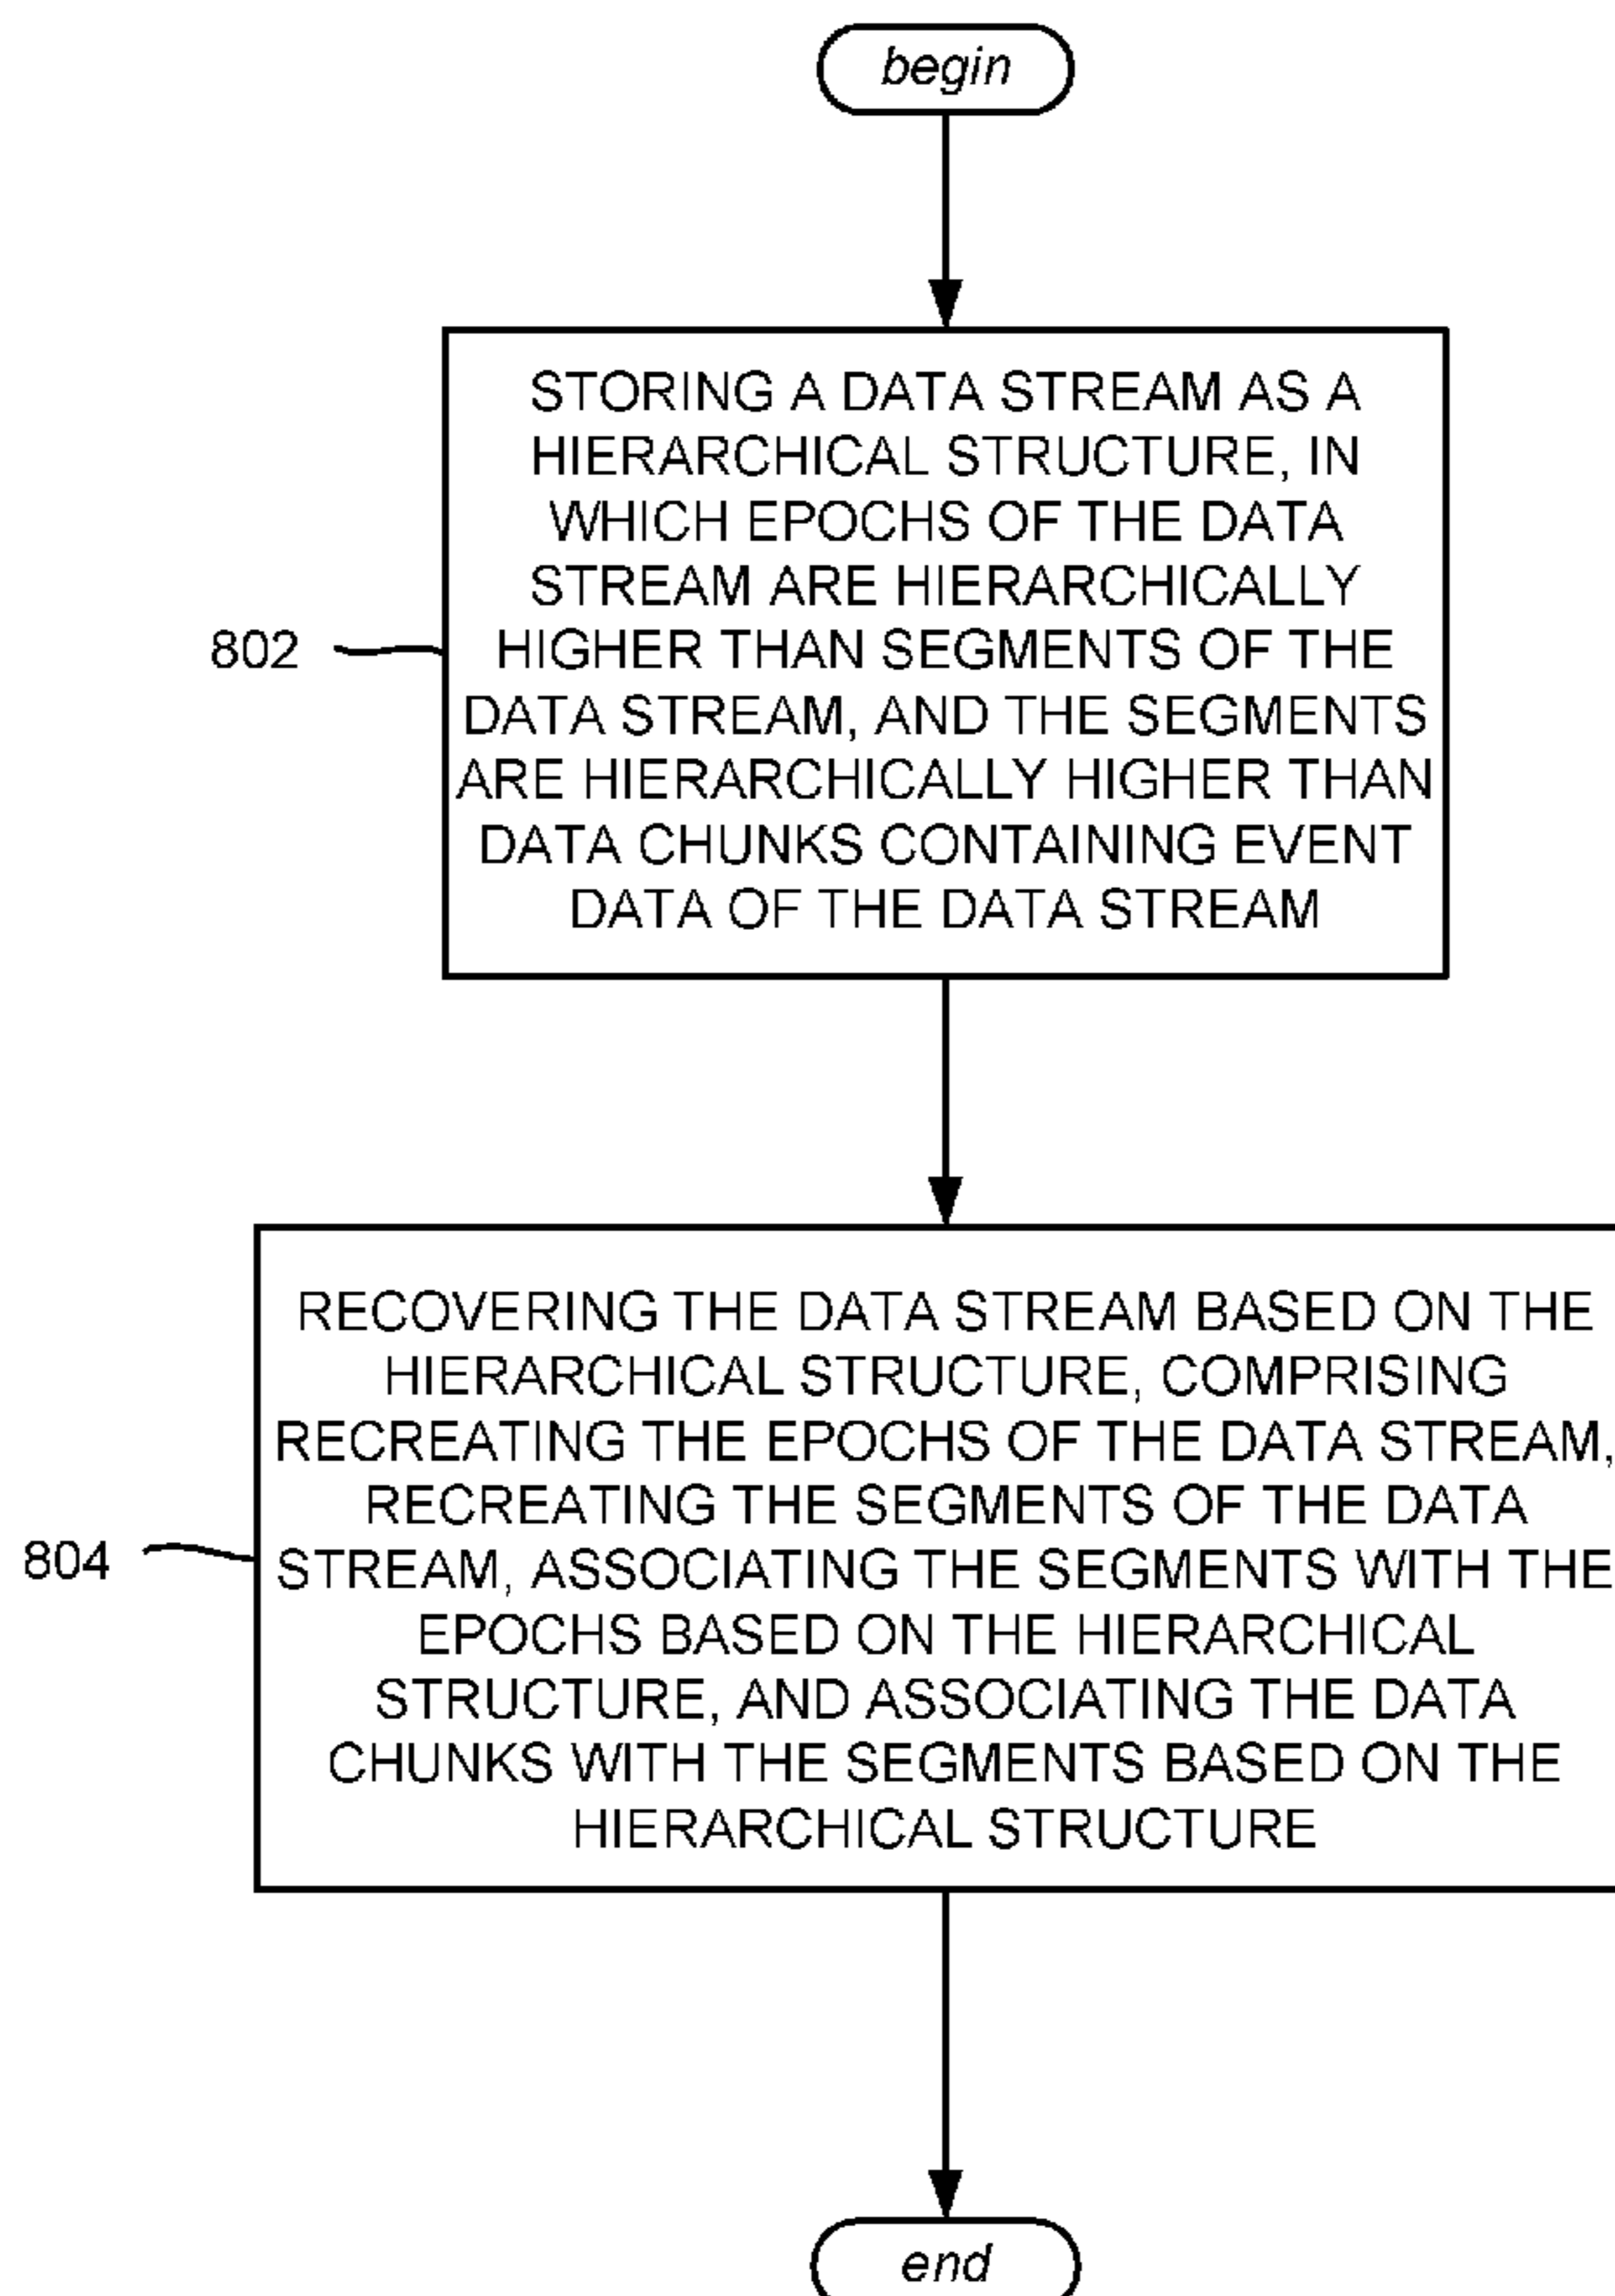 begin
STORING A DATA STREAM AS A
HIERARCHICAL STRUCTURE, IN
WHICH EPOCHS OF THE DATA
STREAM ARE HIERARCHICALLY
HIGHER THAN SEGMENTS OF THE
DATA STREAM, AND THE SEGMENTS
ARE HIERARCHICALLY HIGHER THAN
DATA CHUNKS CONTAINING EVENT
DATA OF THE DATA STREAM
802
RECOVERING THE DATA STREAM BASED ON THE
HIERARCHICAL STRUCTURE, COMPRISING
RECREATING THE EPOCHS OF THE DATA STREAM,
RECREATING THE SEGMENTS OF THE DATA
STREAM, ASSOCIATING THE SEGMENTS WITH THE
EPOCHS BASED ON THE HIERARCHICAL
STRUCTURE, AND ASSOCIATING THE DATA
CHUNKS WITH THE SEGMENTS BASED ON THE
HIERARCHICAL STRUCTURE
804
end